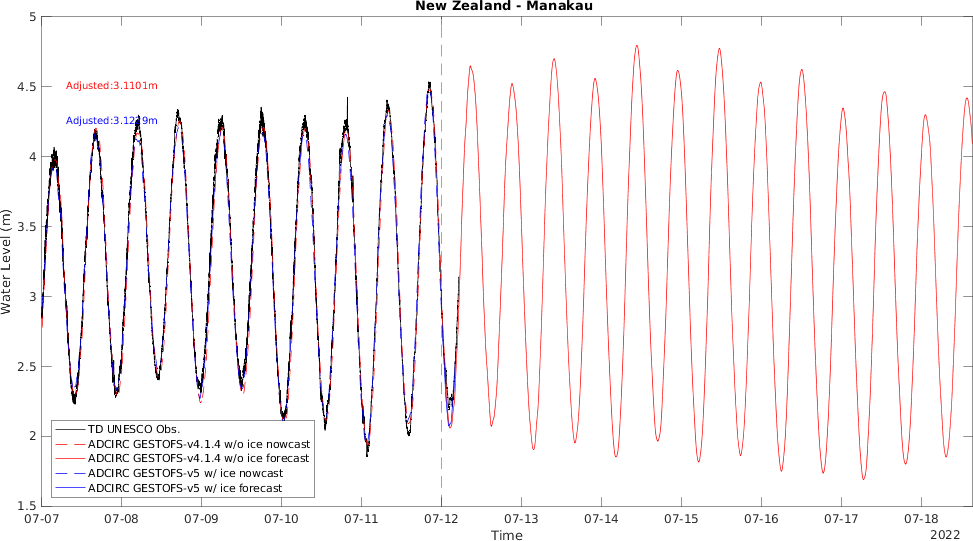 New Zealand - Manakau
Water Level (m)
5
4.5
4
3.5
3
2.5
2
1.5
Adjusted:3.1101m
TD UNESCO Obs.
ADCIRC GESTOFS-v4.1.4 w/o ice nowcast
ADCIRC GESTOFS-v4.1.4 w/o ice forecast
ADCIRC GESTOFS-v5 w/ ice nowcast
ADCIRC GESTOFS-v5 w/ ice forecast
07-07 07-08 07-09 07-10 07-11 07-12 07-13 07-14 07-15 07-16 07-17 07-18
Time
2022